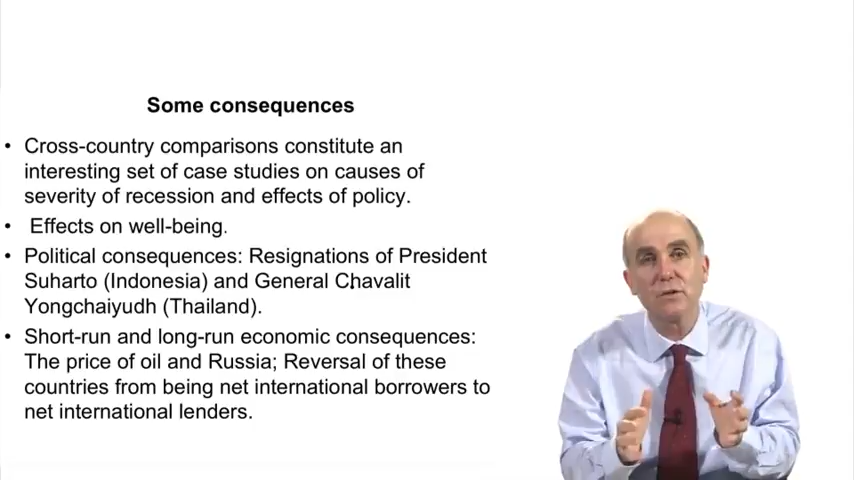 Some consequences
• Cross-country comparisons constitute an
interesting set of case studies on causes of
severity of recession and effects of policy.
• Effects on well-being.
• Political consequences: Resignations of President
Suharto (Indonesia) and General Chavalit
Yongchaiyudh (Thailand).
• Short-run and long-run economic consequences:
The price of oil and Russia; Reversal of these
countries from being net international borrowers to
net international lenders.